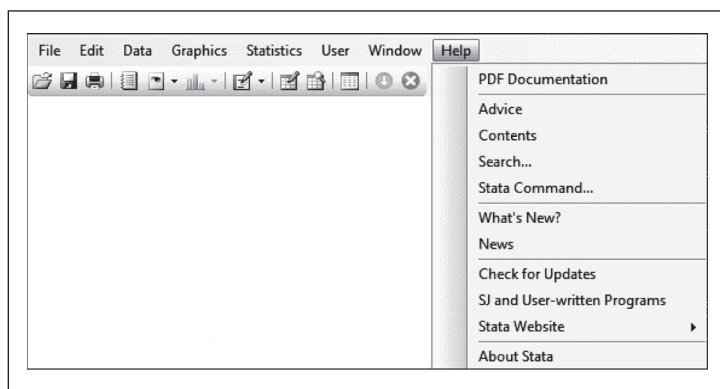 File Edit Data Graphics Statistics User Window Help
PDF Documentation
Advice
Contents
Search...
Stata Command...
What's New?
News
Check for Updates
SJ and User-written Programs
Stata Website
About Stata